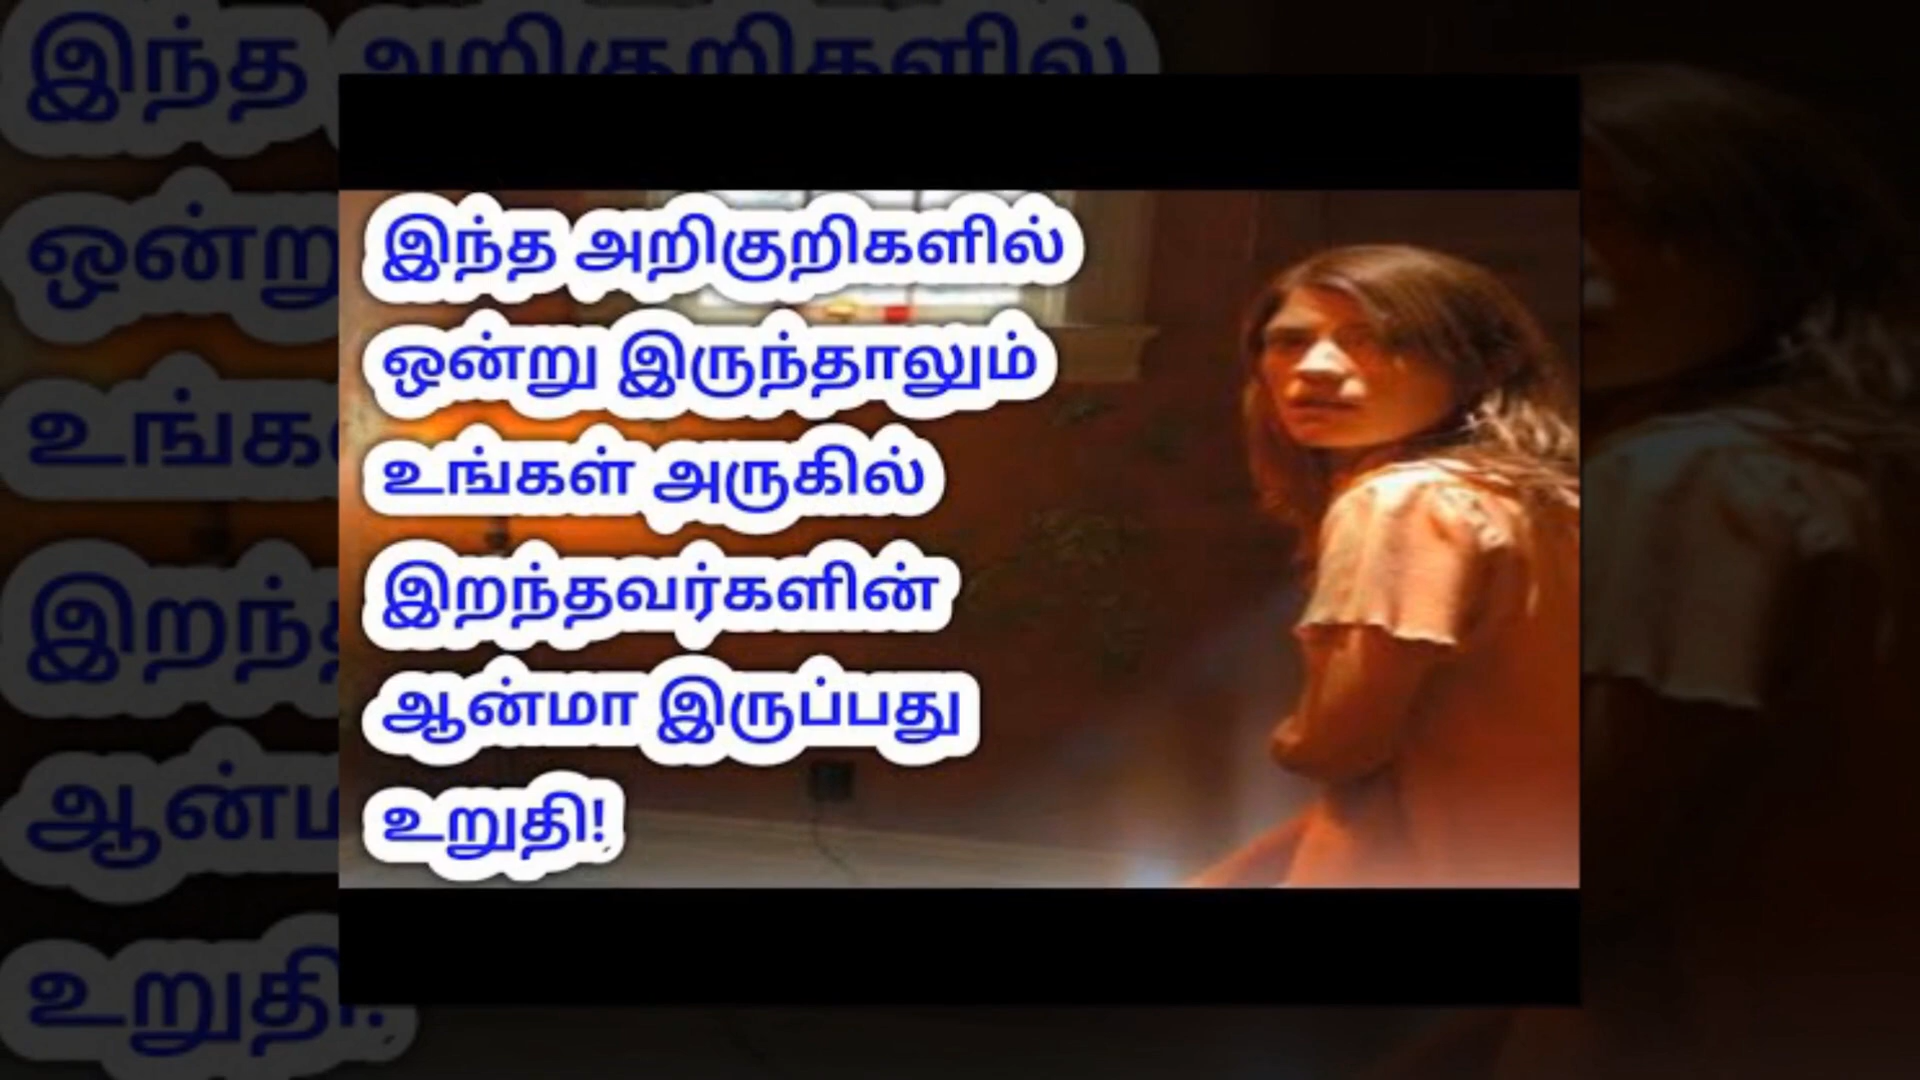 இந்த அறிகுறிகளில்
ஒன்று இருந்தாலும்
உங்கள் அருகில்
இறந்தவர்களின்
ஆன்மா இருப்பது
உறுதி!